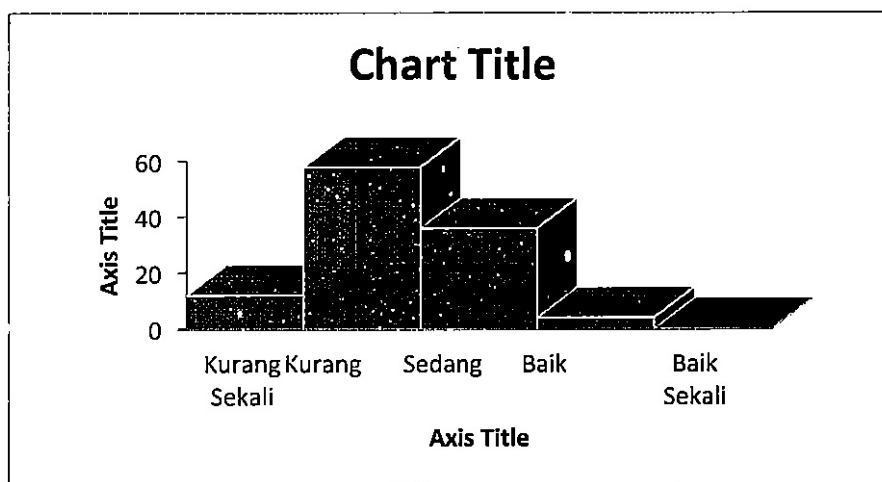 Chart Title
60
40
20
0
Axis Title
Kurang Sekali
Kurang
Sedang
Baik
Baik Sekali
Axis Title